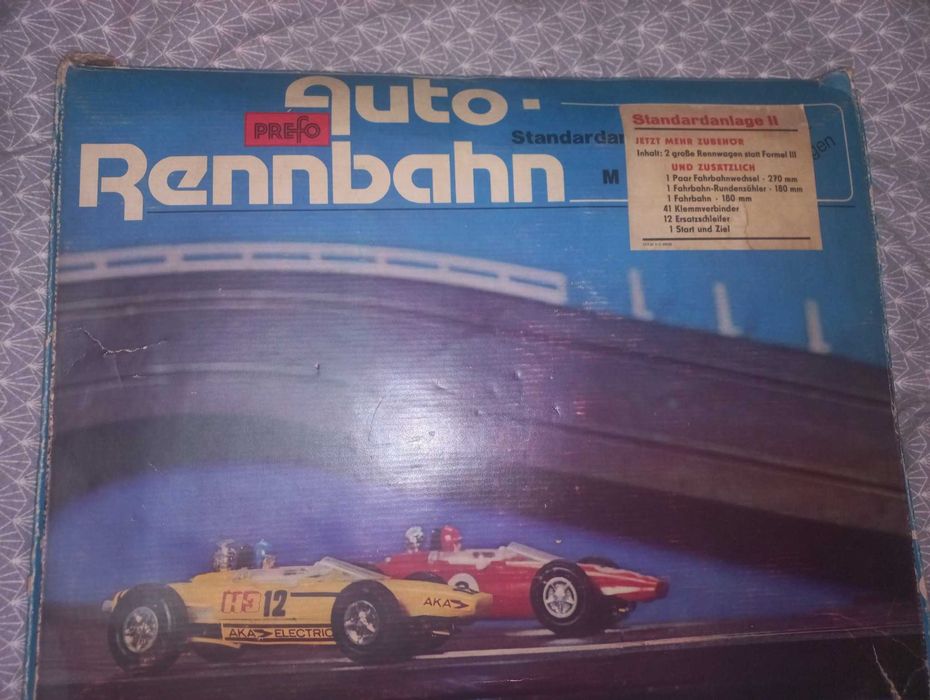 Auto-
PREFO
Rennbahn
Standardanlage II
JETZT MEHR ZUBEHÖR
Inhalt: 2 große Rennwagen statt Formel III
UND ZUSÄTZLICH
1 Paar Fahrbahnwechsel - 270 mm
1 Fahrbahn-Rundenzähler - 180 mm
1 Fahrbahn - 180 mm
41 Klemmverbinder
12 Ersatzschleifer
1 Start und Ziel
Standardan
M
gen
12
AKA
AKA ELECTRIC